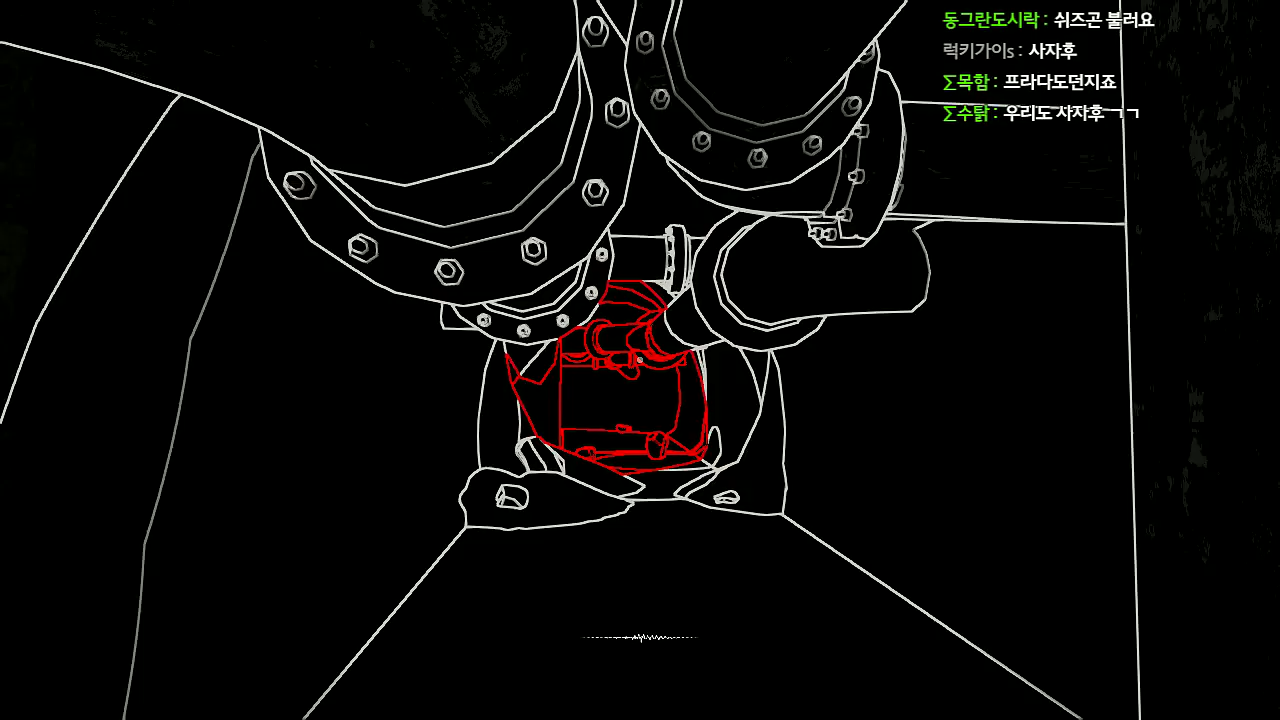 동그란도시락 : 쉬즈곤 불러요
럭키가이s : 사자후
∑목함 : 프라다도던지죠
∑수탉 : 우리도 사자후 ㄱㄱ